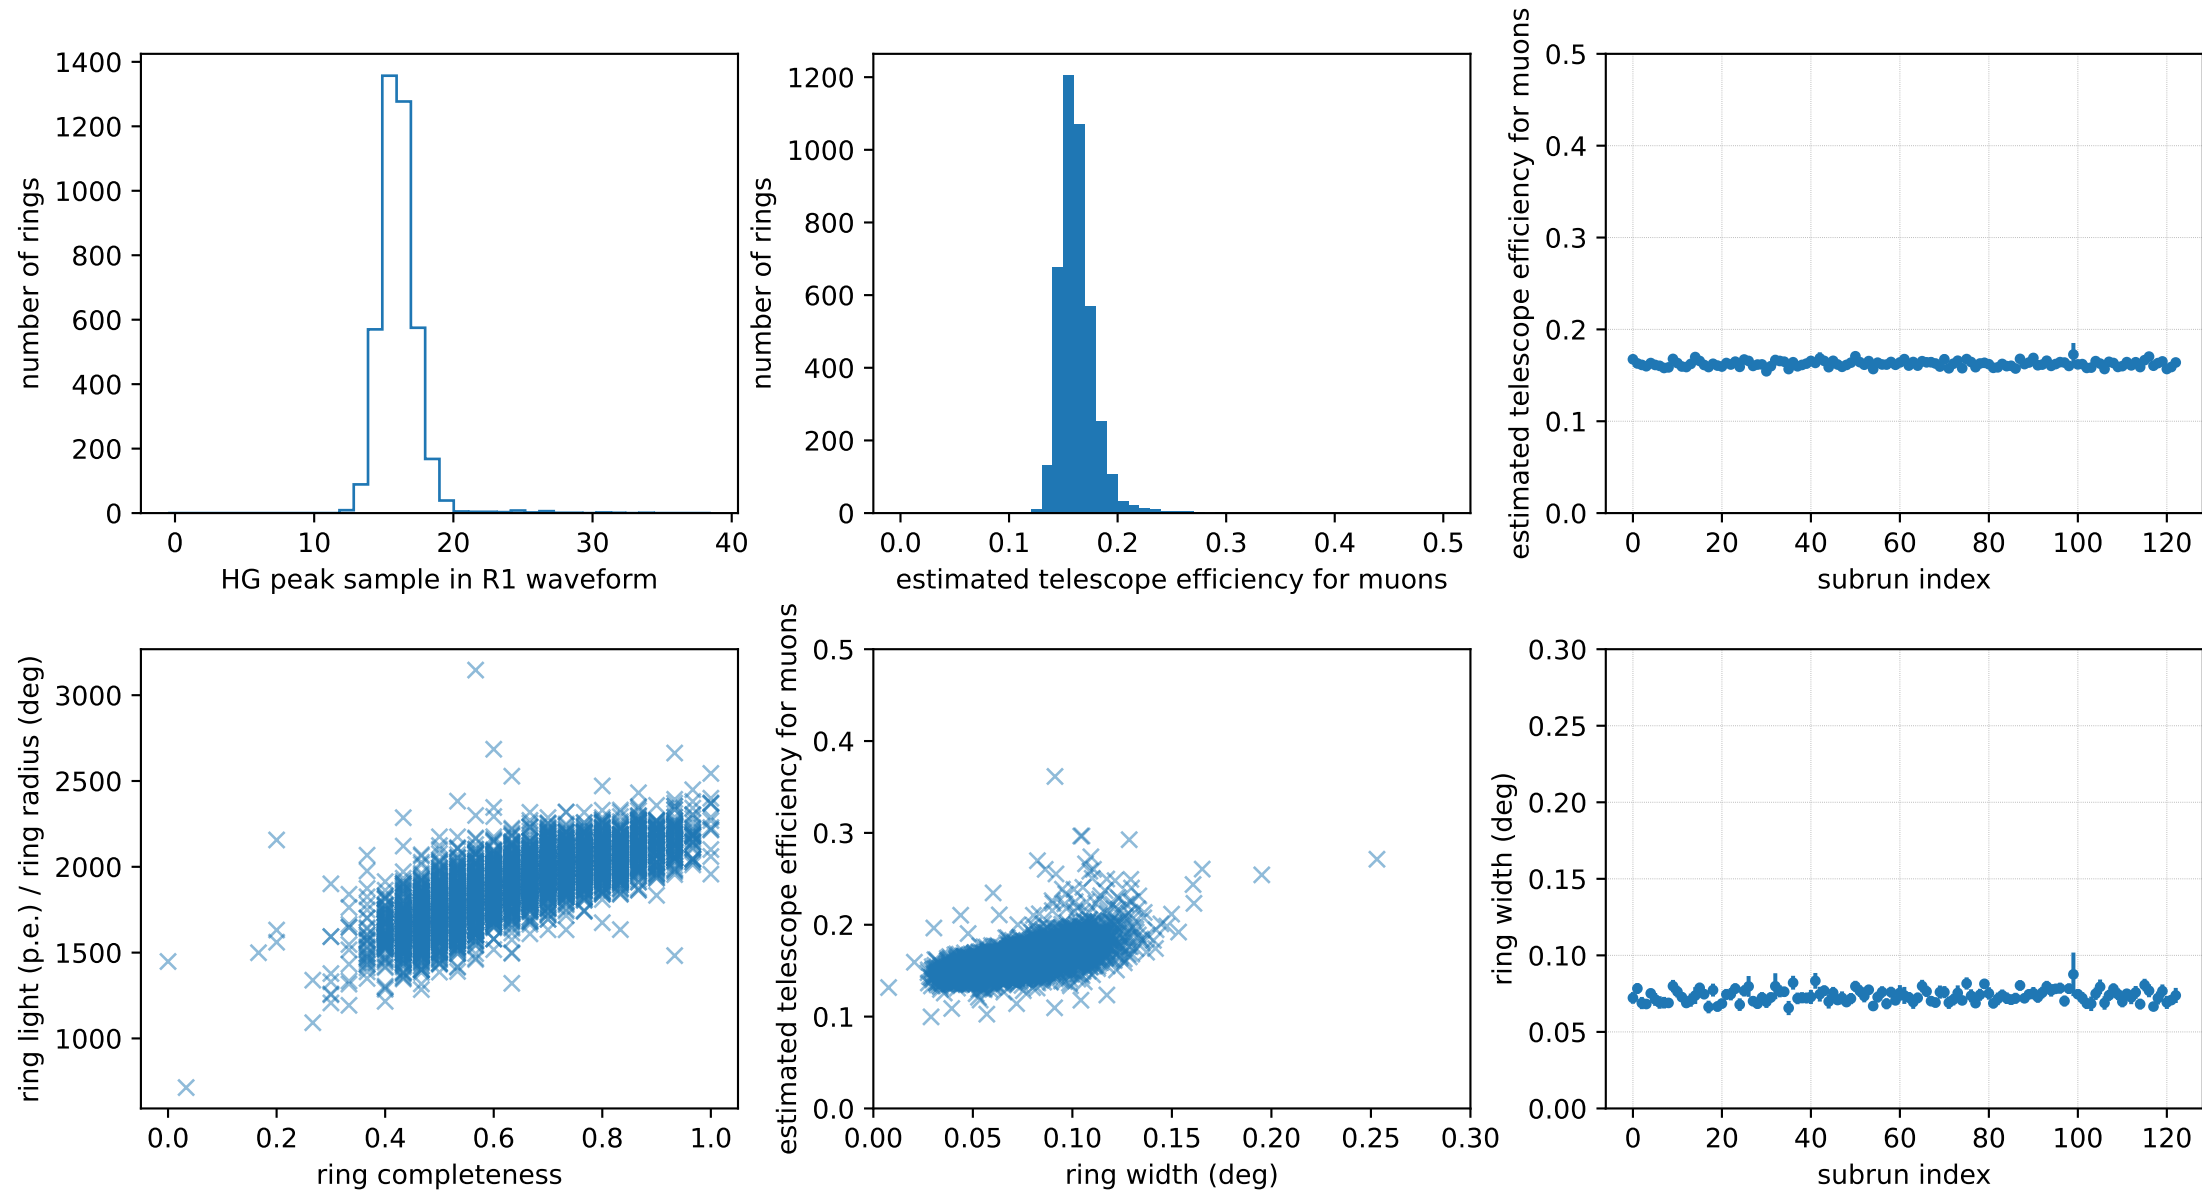 1400
1200
1000
800
600
400
200
0
number of rings
0 10 20 30 40
HG peak sample in R1 waveform
1200
1000
800
600
400
200
0
number of rings
0.0 0.1 0.2 0.3 0.4 0.5
estimated telescope efficiency for muons
0.5
0.4
0.3
0.2
0.1
0.0
estimated telescope efficiency for muons
0 20 40 60 80 100 120
subrun index
3000
2500
2000
1500
1000
ring light (p.e.) / ring radius (deg)
0.0 0.2 0.4 0.6 0.8 1.0
ring completeness
0.5
0.4
0.3
0.2
0.1
0.0
estimated telescope efficiency for muons
0.00 0.05 0.10 0.15 0.20 0.25 0.30
ring width (deg)
0.30
0.25
0.20
0.15
0.10
0.05
0.00
ring width (deg)
0 20 40 60 80 100 120
subrun index